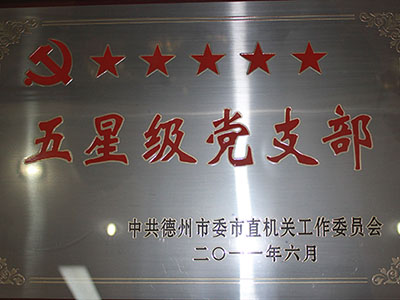 五星级党支部
中共德州市委市直机关工作委员会
二〇一一年六月